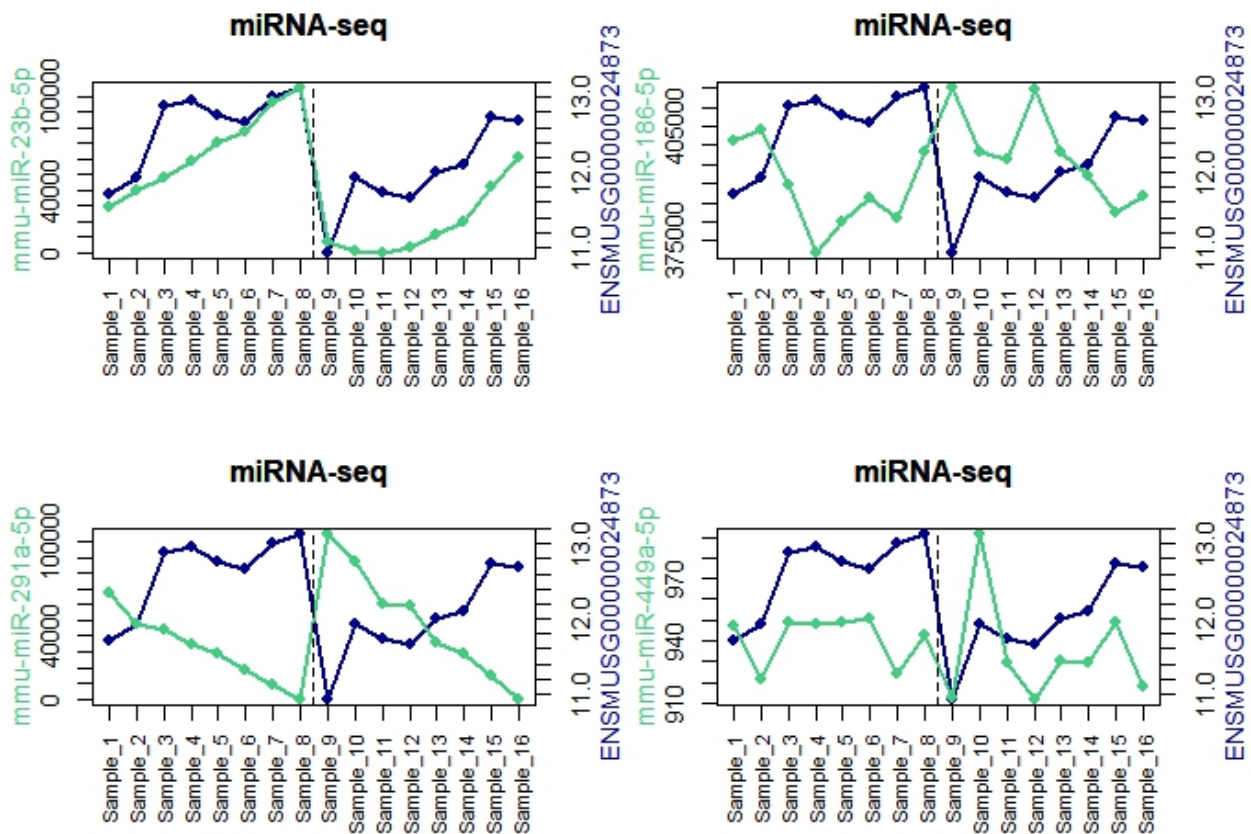 miRNA-seq
mmu-miR-23b-5p
0
40000
100000
11.0
12.0
13.0
ENSMUSG00000024873
Sample_1
Sample_2
Sample_3
Sample_4
Sample_5
Sample_6
Sample_7
Sample_8
Sample_9
Sample_10
Sample_11
Sample_12
Sample_13
Sample_14
Sample_15
Sample_16
miRNA-seq
mmu-miR-186-5p
375000
405000
11.0
12.0
13.0
ENSMUSG00000024873
Sample_1
Sample_2
Sample_3
Sample_4
Sample_5
Sample_6
Sample_7
Sample_8
Sample_9
Sample_10
Sample_11
Sample_12
Sample_13
Sample_14
Sample_15
Sample_16
miRNA-seq
mmu-miR-291a-5p
0
40000
100000
11.0
12.0
13.0
ENSMUSG00000024873
Sample_1
Sample_2
Sample_3
Sample_4
Sample_5
Sample_6
Sample_7
Sample_8
Sample_9
Sample_10
Sample_11
Sample_12
Sample_13
Sample_14
Sample_15
Sample_16
miRNA-seq
mmu-miR-449a-5p
910
940
970
11.0
12.0
13.0
ENSMUSG00000024873
Sample_1
Sample_2
Sample_3
Sample_4
Sample_5
Sample_6
Sample_7
Sample_8
Sample_9
Sample_10
Sample_11
Sample_12
Sample_13
Sample_14
Sample_15
Sample_16